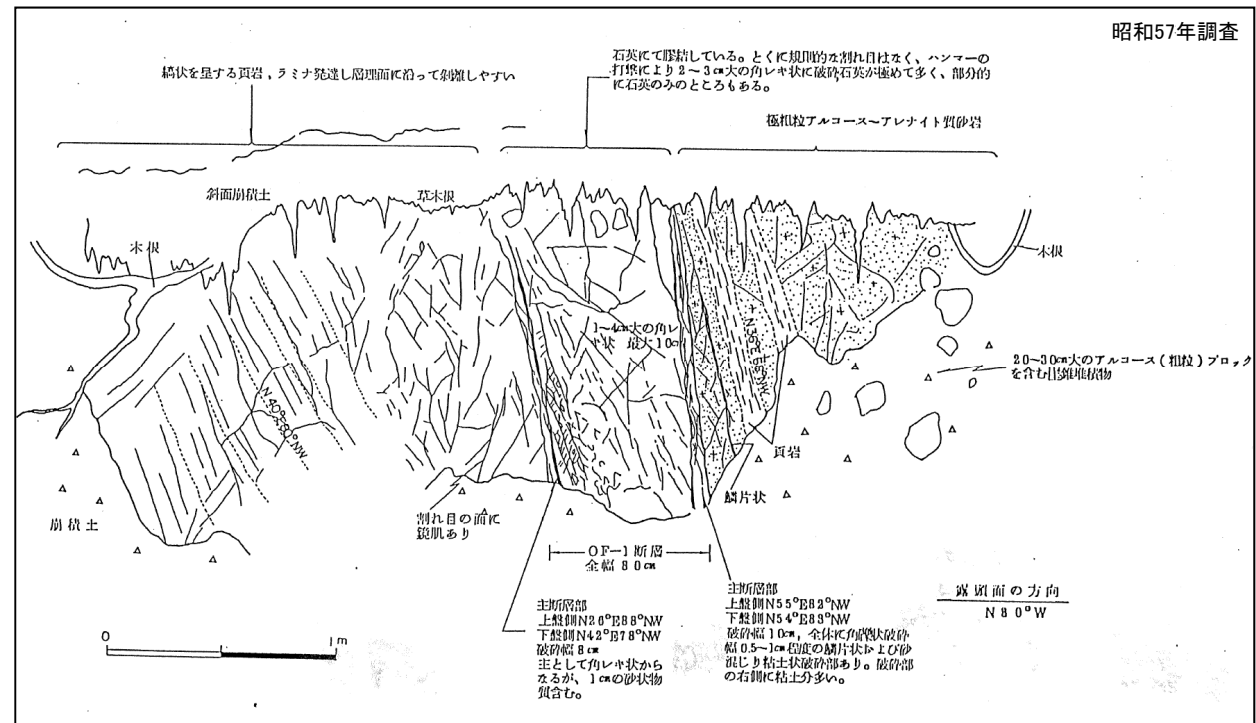 昭和57年調査
縞状を呈する頁岩、ラミナ発達し層理面に沿って剥離しやすい
石英にて膠結している。とくに規則的な割れ目はなく、ハンマーの
打撃により2～3cm大の角レキ状に破砕石英が極めて多く、部分的
に石英のみのところもある。
極粗粒アルコース～アレナイト質砂岩
斜面崩積土
草木根
木根
木根
1～4cm大の角レ
キ状 最大10cm
N36°E68°NW
N40°E80°NW
20～30cm大のアルコース(粗粒)ブロック
を含む崖錐堆積物
頁岩
鱗片状
崩積土
割れ目の面に
鏡肌あり
OF-1断層
全幅80cm
主断層部
上盤側N26°E88°NW
下盤側N42°E78°NW
破砕幅8cm
主として角レキ状から
なるが、1cmの砂状物
質含む。
主断層部
上盤側N55°E82°NW
下盤側N54°E83°NW
破砕幅10cm,全体に角礫状破砕
幅0.5～1cm程度の鱗片状および砂
混じり粘土状破砕部あり。破砕部
の右側に粘土分多い。
露頭面の方向
N80°W
0
1m